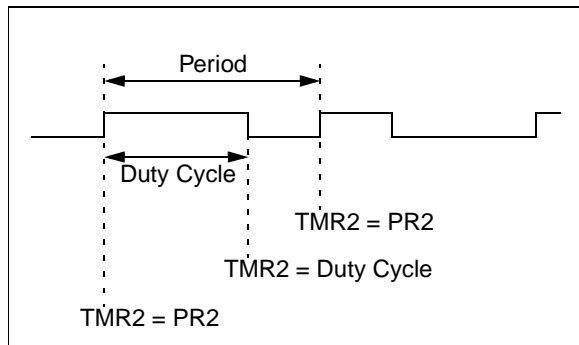 Period
Duty Cycle
TMR2 = PR2
TMR2 = Duty Cycle
TMR2 = PR2